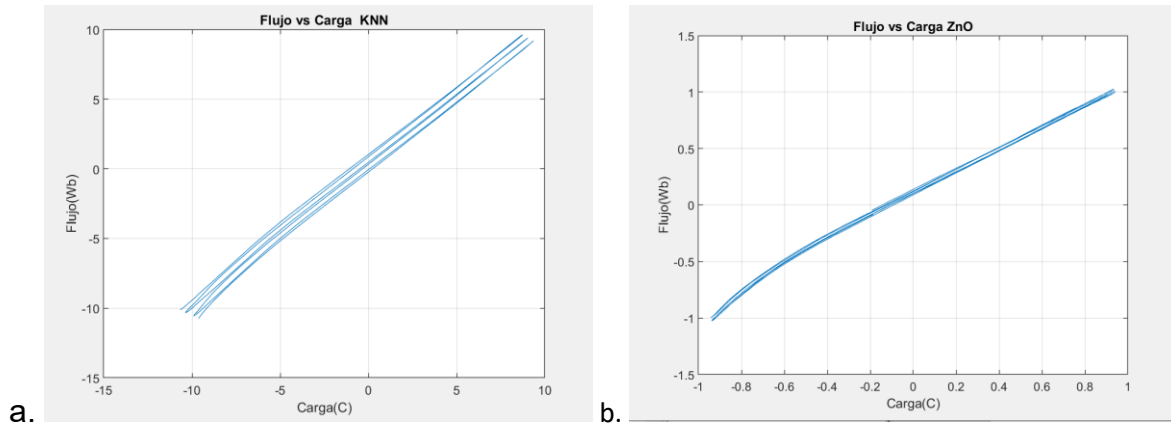 Flujo vs Carga KNN
10
5
0
-5
-10
-15
Flujo(Wb)
-15 -10 -5 0 5 10
Carga(C)
a.
Flujo vs Carga ZnO
1.5
1
0.5
0
-0.5
-1
-1.5
Flujo(Wb)
-1 -0.8 -0.6 -0.4 -0.2 0 0.2 0.4 0.6 0.8 1
Carga(C)
b.